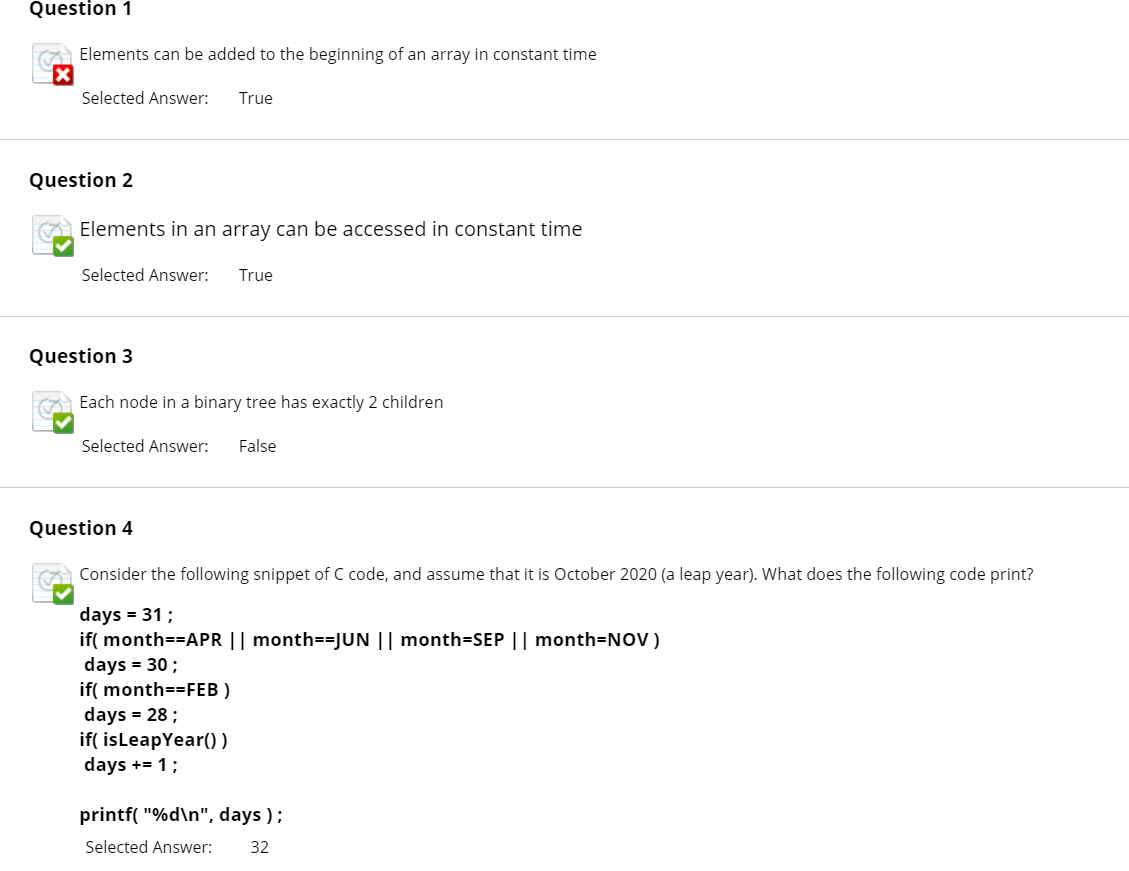 Question 1
Elements can be added to the beginning of an array in constant time
Selected Answer: True
Question 2
Elements in an array can be accessed in constant time
Selected Answer: True
Question 3
Each node in a binary tree has exactly 2 children
Selected Answer: False
Question 4
Consider the following snippet of C code, and assume that it is October 2020 (a leap year). What does the following code print?
days = 31 ;
if( month==APR || month==JUN || month=SEP || month=NOV )
days = 30 ;
if( month==FEB )
days = 28 ;
if( isLeapYear() )
days += 1 ;
printf( "%d\n", days ) ;
Selected Answer: 32